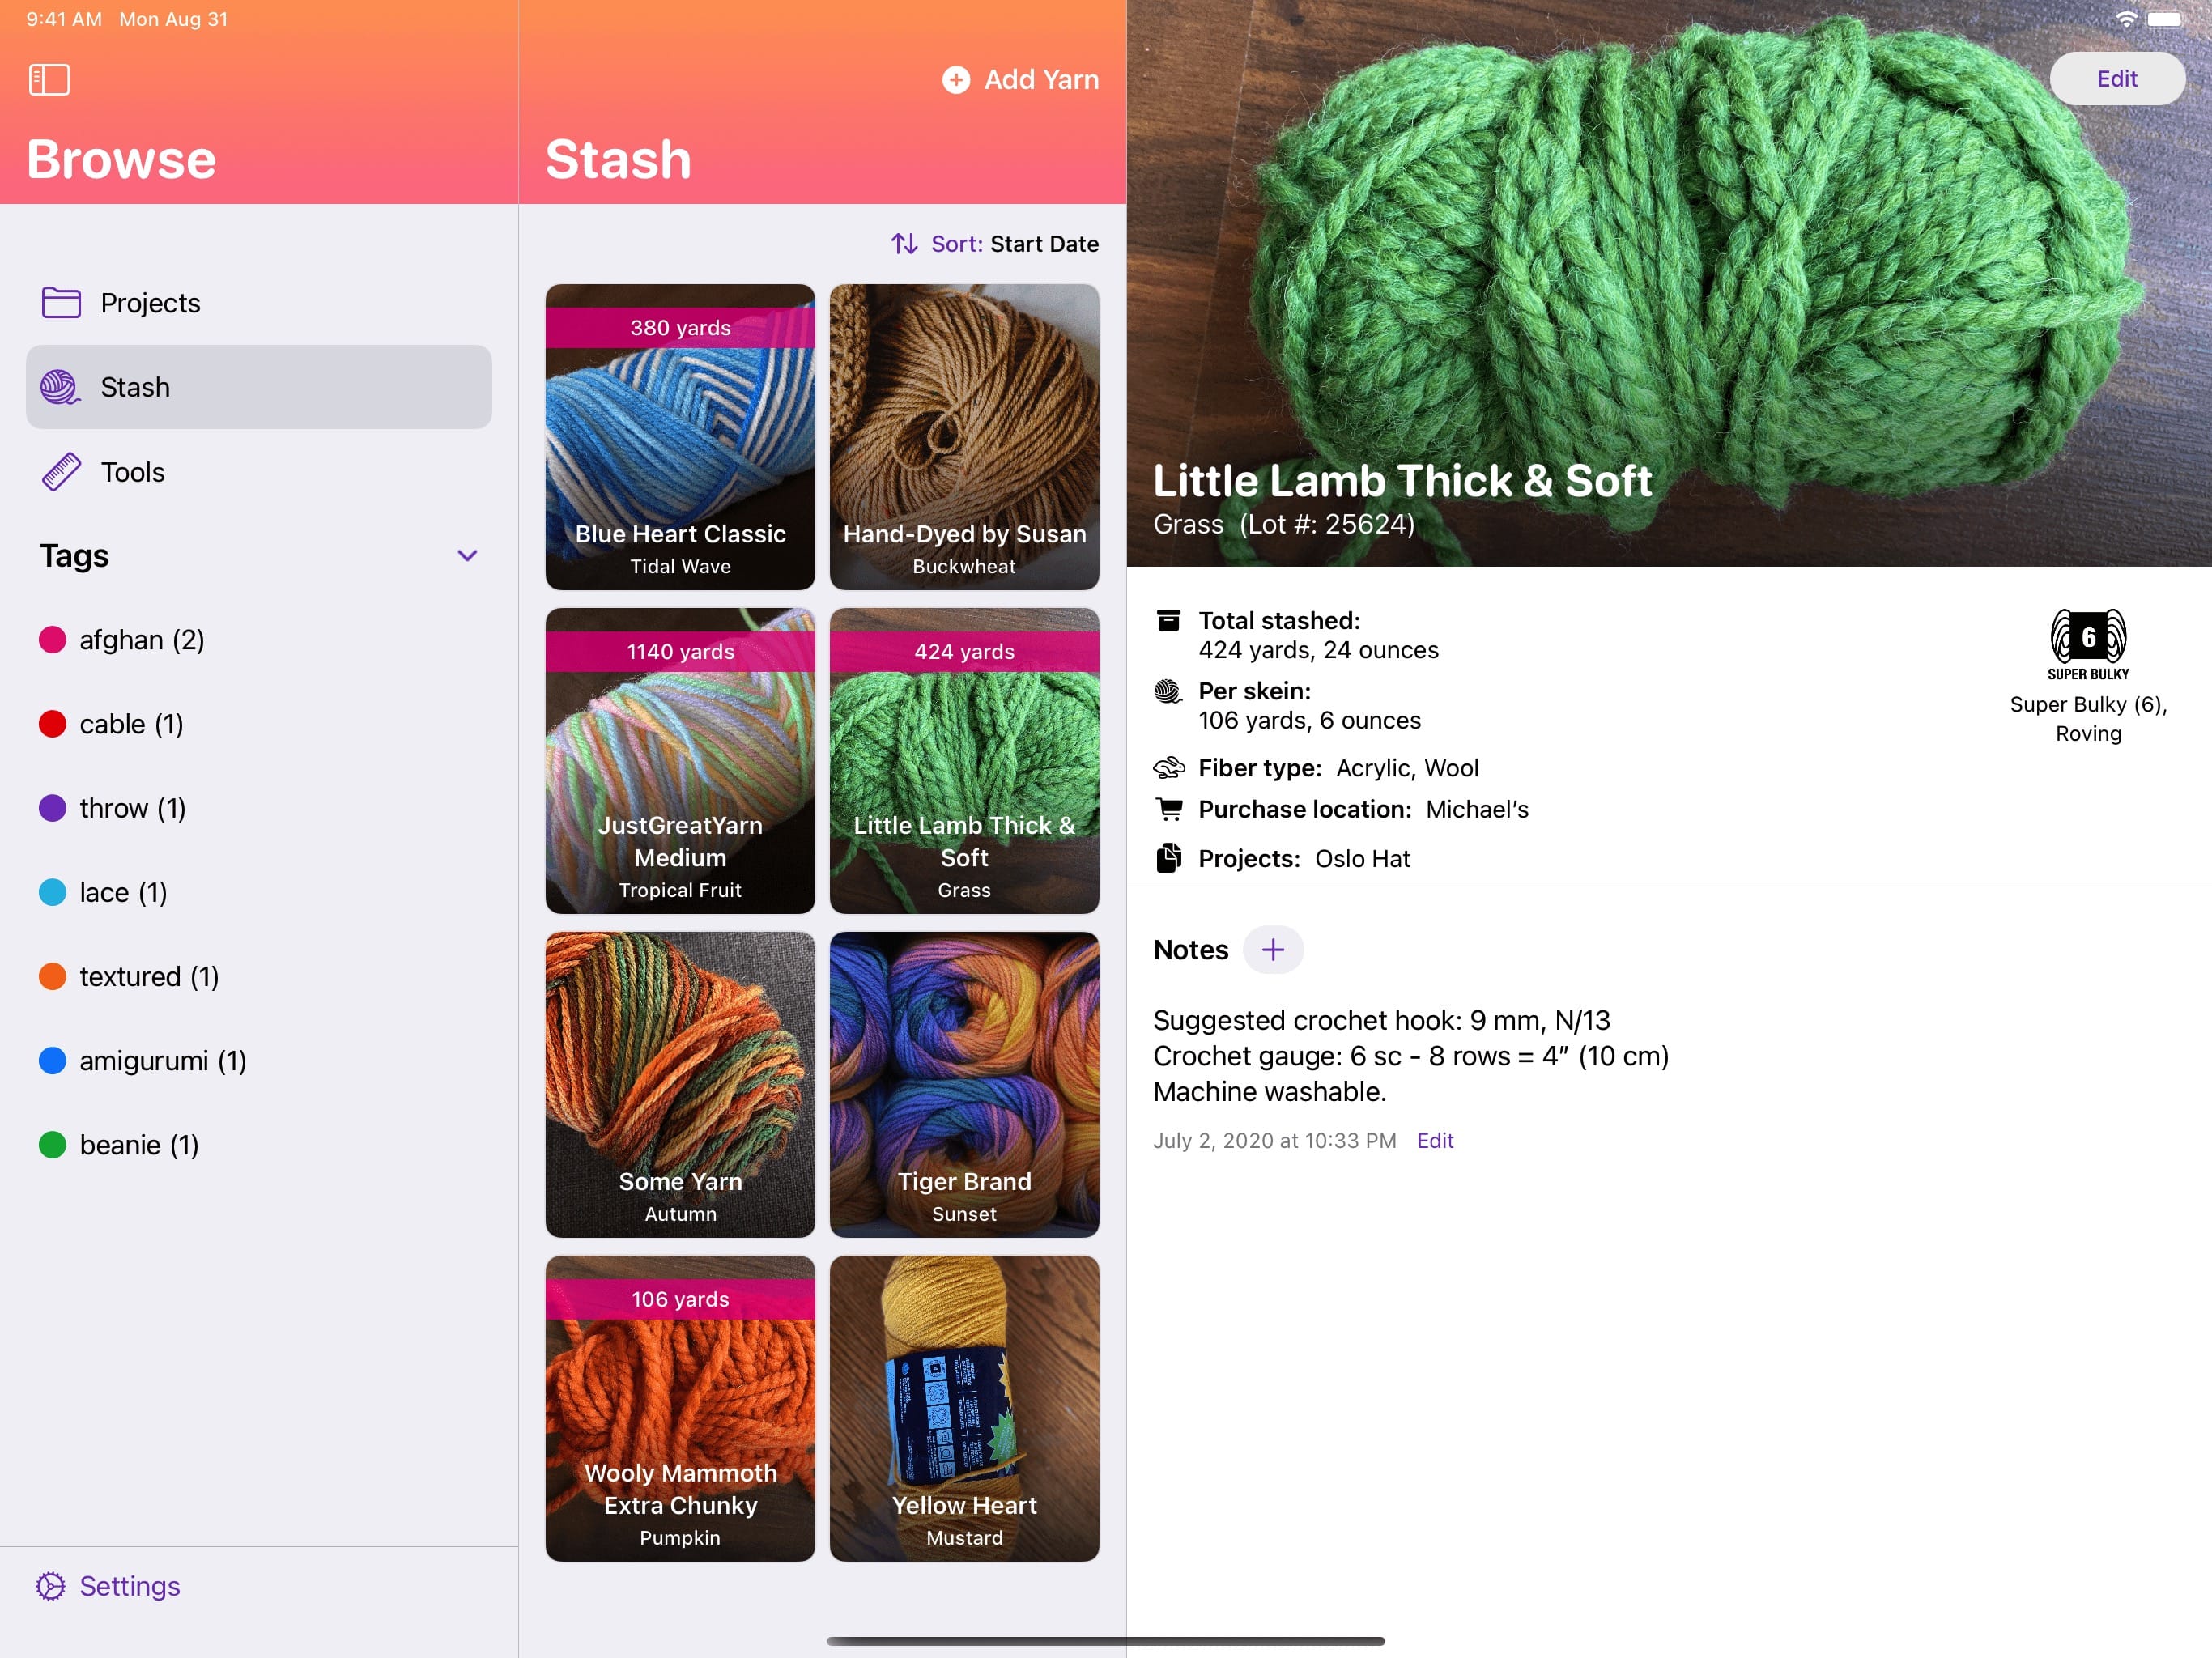 9:41 AM Mon Aug 31
Browse
Projects
Stash
Tools
Tags
afghan (2)
cable (1)
throw (1)
lace (1)
textured (1)
amigurumi (1)
beanie (1)
Settings
Add Yarn
Stash
Sort: Start Date
380 yards
Blue Heart Classic
Tidal Wave
Hand-Dyed by Susan
Buckwheat
1140 yards
JustGreatYarn
Medium
Tropical Fruit
424 yards
Little Lamb Thick &
Soft
Grass
Some Yarn
Autumn
Tiger Brand
Sunset
106 yards
Wooly Mammoth
Extra Chunky
Pumpkin
Yellow Heart
Mustard
Edit
Little Lamb Thick & Soft
Grass (Lot #: 25624)
Total stashed:
424 yards, 24 ounces
Per skein:
106 yards, 6 ounces
Fiber type: Acrylic, Wool
Purchase location: Michael’s
Projects: Oslo Hat
6
SUPER BULKY
Super Bulky (6),
Roving
Notes
Suggested crochet hook: 9 mm, N/13
Crochet gauge: 6 sc - 8 rows = 4” (10 cm)
Machine washable.
July 2, 2020 at 10:33 PM Edit